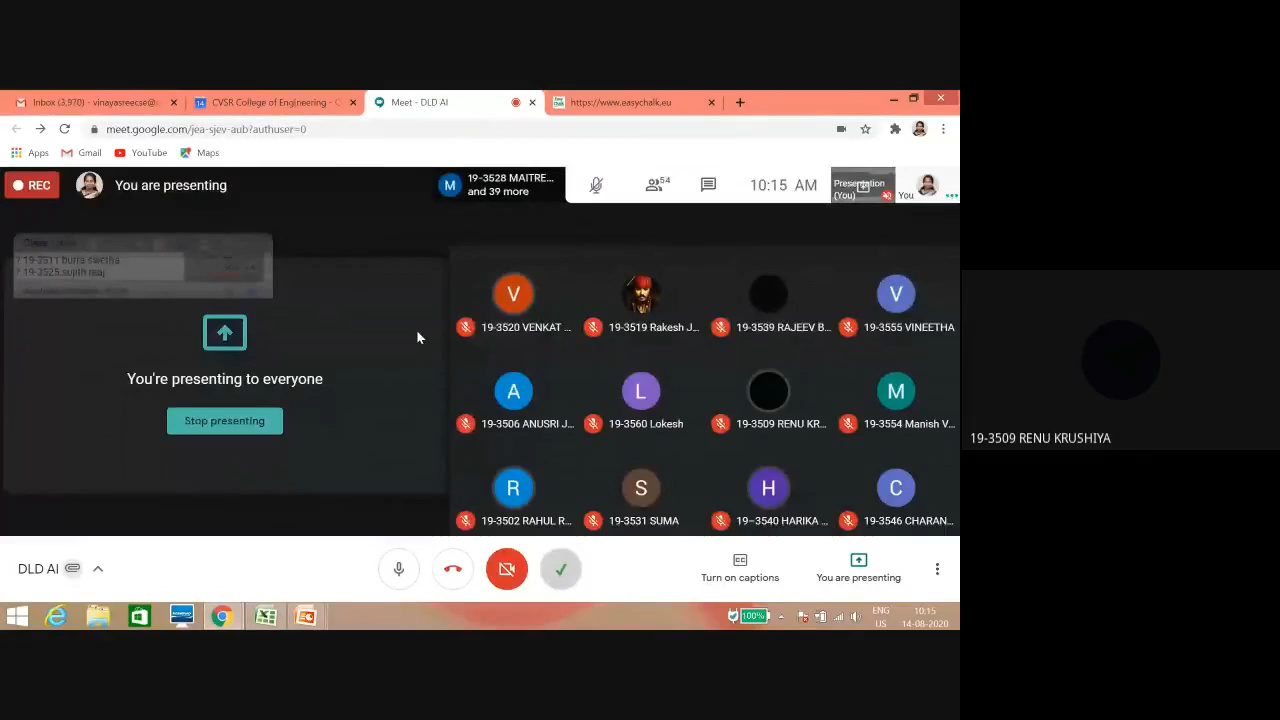 Inbox (3,970) - vinayasreecse@
CVSR College of Engineering - C
Meet - DLD AI
https://www.easychalk.eu
meet.google.com/jea-sjev-aub?authuser=0
Apps
Gmail
YouTube
Maps
REC
You are presenting
M
19-3528 MAITRE...
and 39 more
54
10:15 AM
Presentation
(You)
You
? 19-3511 burra swetha
? 19-3525.sujith raaj
You're presenting to everyone
Stop presenting
V
V
19-3520 VENKAT ...
19-3519 Rakesh J...
19-3539 RAJEEV B...
19-3555 VINEETHA
A
L
M
19-3506 ANUSRI J...
19-3560 Lokesh
19-3509 RENU KR...
19-3554 Manish V...
R
S
H
C
19-3502 RAHUL R...
19-3531 SUMA
19-3540 HARIKA ...
19-3546 CHARAN...
19-3509 RENU KRUSHIYA
DLD AI
CC
Turn on captions
You are presenting
100%
ENG
US
10:15
14-08-2020